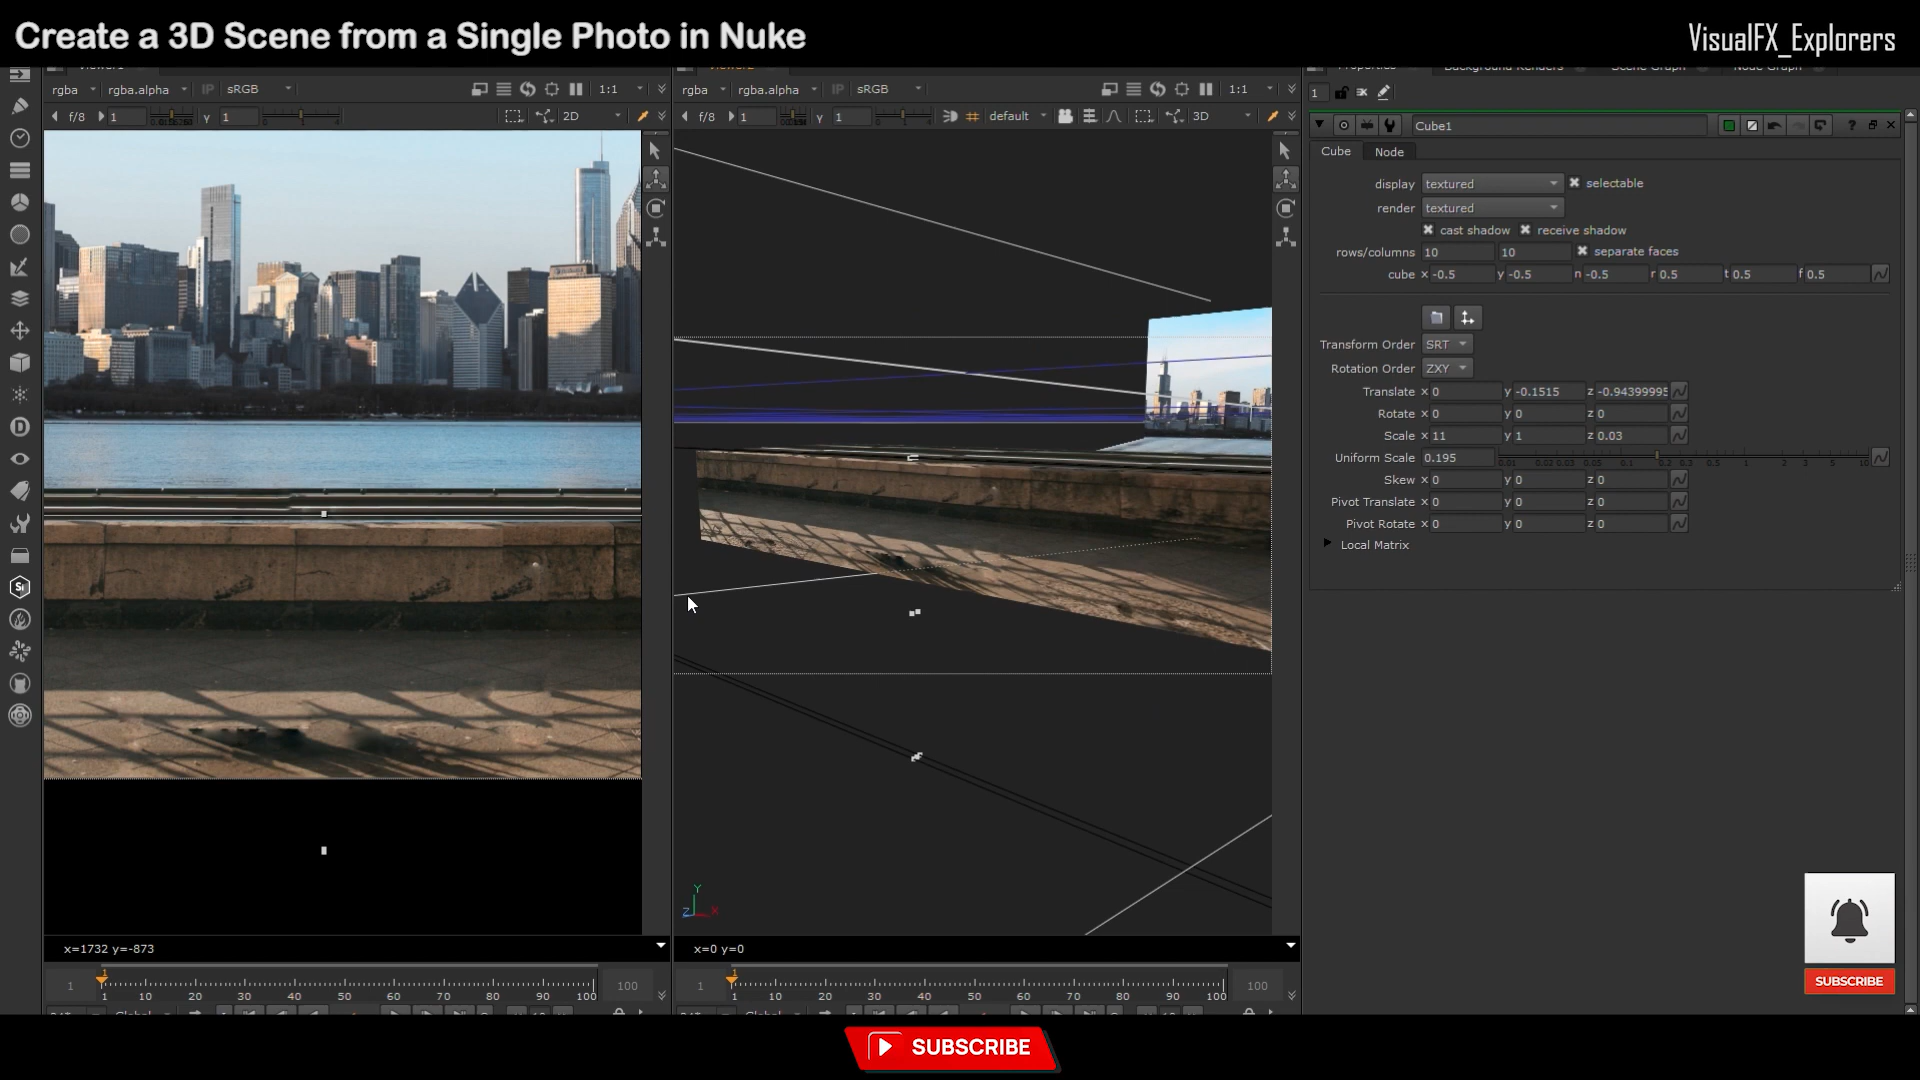 Create a 3D Scene from a Single Photo in Nuke
VisualFX_Explorers
rgba rgba.alpha IP sRGB 1:1
f/8 1 Y 1 2D
rgba rgba.alpha IP sRGB 1:1
f/8 1 Y 1 default 3D
1
Cube1
Cube Node
display textured selectable
render textured
cast shadow receive shadow
rows/columns 10 10 separate faces
cube x -0.5 y -0.5 n -0.5 r 0.5 t 0.5 f 0.5
Transform Order SRT
Rotation Order ZXY
Translate x 0 y -0.1515 z -0.94399995
Rotate x 0 y 0 z 0
Scale x 11 y 1 z 0.03
Uniform Scale 0.195
Skew x 0 y 0 z 0
Pivot Translate x 0 y 0 z 0
Pivot Rotate x 0 y 0 z 0
Local Matrix
Y
Z X
x=1732 y=-873
x=0 y=0
1 1 1 10 20 30 40 50 60 70 80 90 100 100
1 1 1 10 20 30 40 50 60 70 80 90 100 100
SUBSCRIBE
SUBSCRIBE